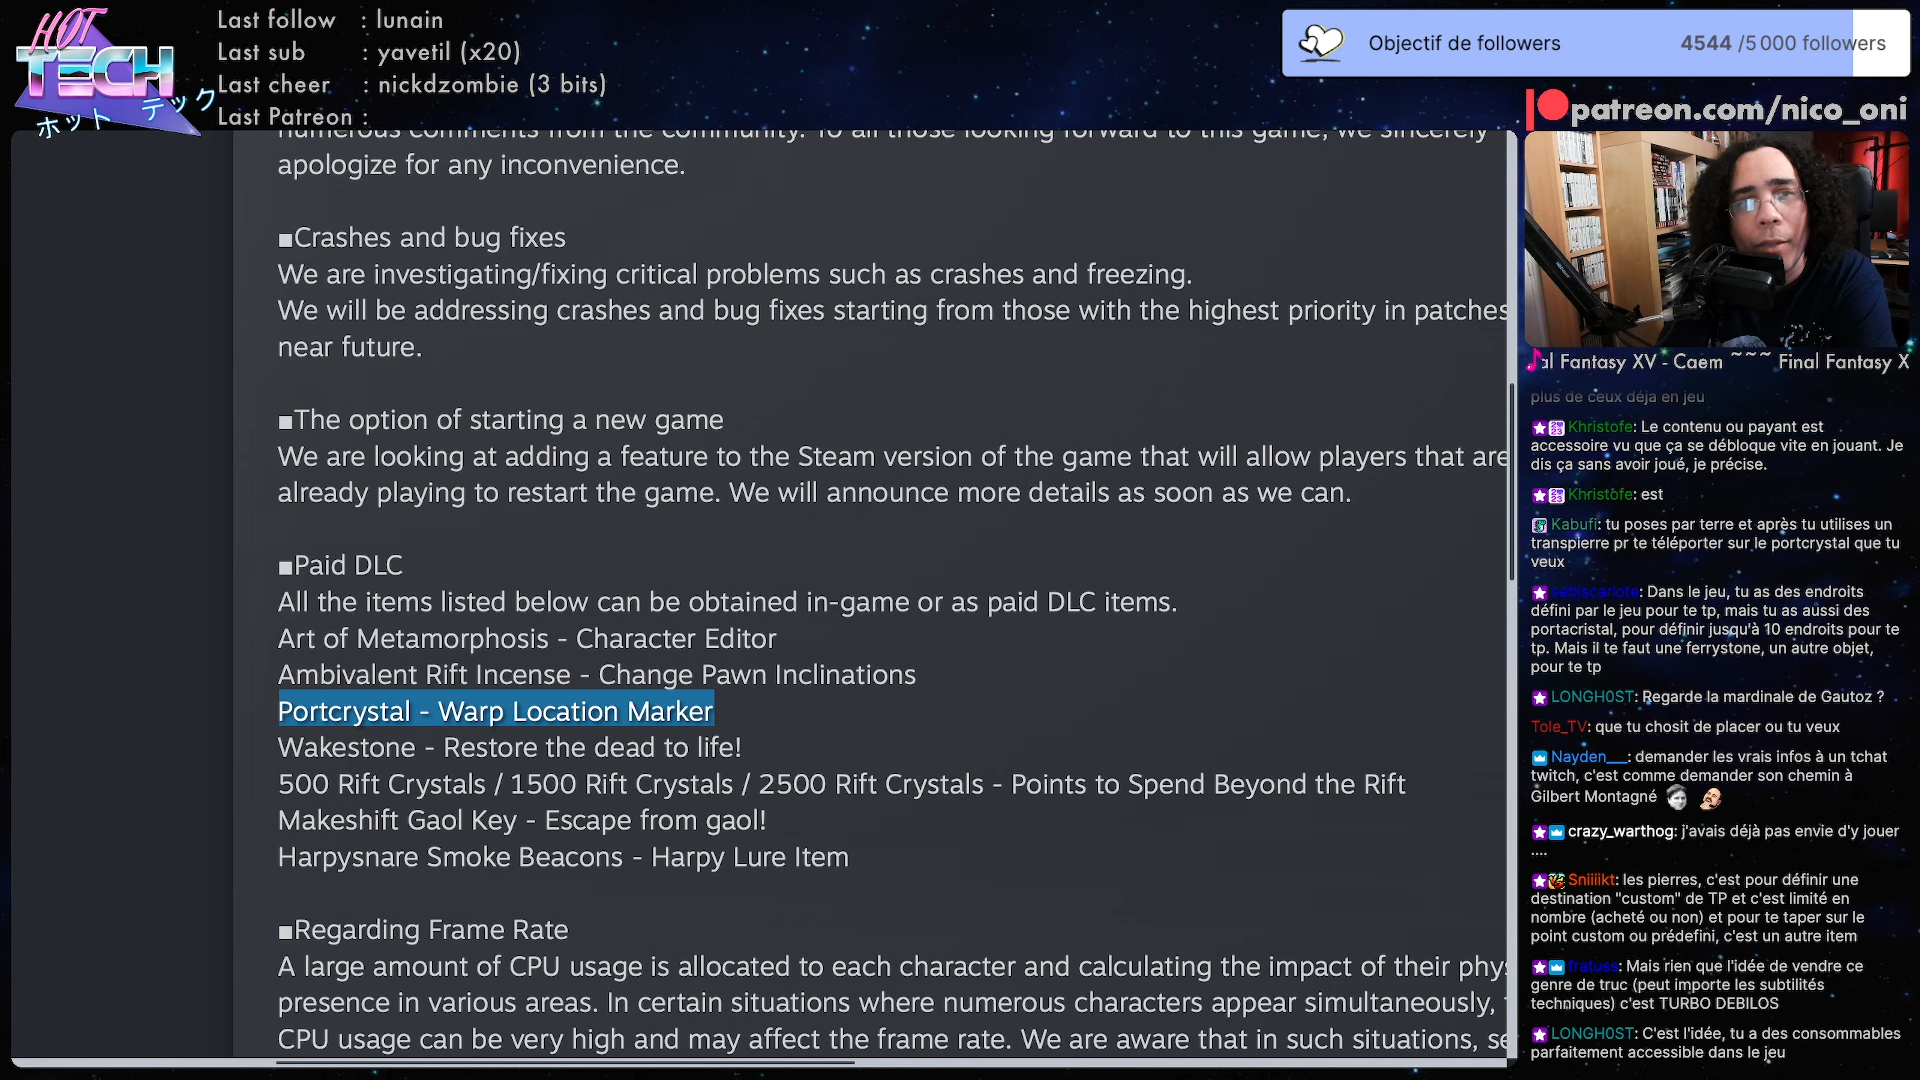 HOT
TECH
ホット テック
Last follow : lunain
Last sub : yavetil (x20)
Last cheer : nickdzombie (3 bits)
Last Patreon :
Objectif de followers 4544 /5 000 followers
patreon.com/nico_oni
numerous comments from the community. To all those looking forward to this game, we sincerely
apologize for any inconvenience.
■Crashes and bug fixes
We are investigating/fixing critical problems such as crashes and freezing.
We will be addressing crashes and bug fixes starting from those with the highest priority in patches
near future.
■The option of starting a new game
We are looking at adding a feature to the Steam version of the game that will allow players that are
already playing to restart the game. We will announce more details as soon as we can.
■Paid DLC
All the items listed below can be obtained in-game or as paid DLC items.
Art of Metamorphosis - Character Editor
Ambivalent Rift Incense - Change Pawn Inclinations
Portcrystal - Warp Location Marker
Wakestone - Restore the dead to life!
500 Rift Crystals / 1500 Rift Crystals / 2500 Rift Crystals - Points to Spend Beyond the Rift
Makeshift Gaol Key - Escape from gaol!
Harpysnare Smoke Beacons - Harpy Lure Item
■Regarding Frame Rate
A large amount of CPU usage is allocated to each character and calculating the impact of their phy
presence in various areas. In certain situations where numerous characters appear simultaneously,
CPU usage can be very high and may affect the frame rate. We are aware that in such situations, se
al Fantasy XV - Caem ~~~ Final Fantasy X
plus de ceux déja en jeu
Khristofe: Le contenu ou payant est
accessoire vu que ça se débloque vite en jouant. Je
dis ça sans avoir joué, je précise.
Khristofe: est
Kabufi: tu poses par terre et après tu utilises un
transpierre pr te téléporter sur le portcrystal que tu
veux
sebiscariote: Dans le jeu, tu as des endroits
défini par le jeu pour te tp, mais tu as aussi des
portacristal, pour définir jusqu'à 10 endroits pour te
tp. Mais il te faut une ferrystone, un autre objet,
pour te tp
LONGH0ST: Regarde la mardinale de Gautoz ?
Tole_TV: que tu chosit de placer ou tu veux
Nayden__: demander les vrais infos à un tchat
twitch, c'est comme demander son chemin à
Gilbert Montagné
crazy_warthog: j'avais déjà pas envie d'y jouer
....
Sniiiikt: les pierres, c'est pour définir une
destination "custom" de TP et c'est limité en
nombre (acheté ou non) et pour te taper sur le
point custom ou prédefini, c'est un autre item
fratuss: Mais rien que l'idée de vendre ce
genre de truc (peut importe les subtilités
techniques) c'est TURBO DEBILOS
LONGH0ST: C'est l'idée, tu a des consommables
parfaitement accessible dans le jeu